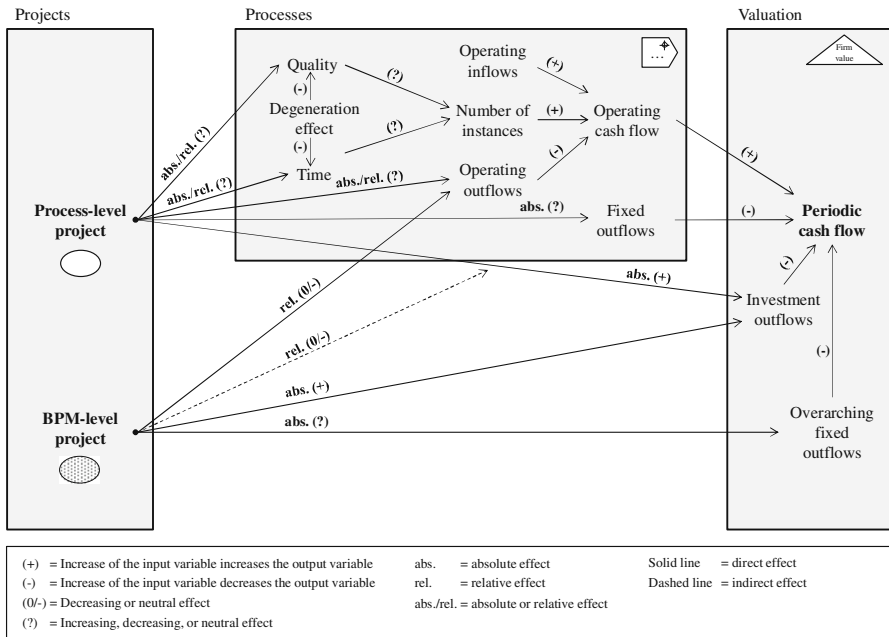 Projects
Processes
Valuation
Firm
value
...
Quality
(-)
Degeneration
effect
(-)
Time
(?)
(?)
Operating
inflows
(+)
Number of
instances
(+)
Operating
cash flow
(-)
Operating
outflows
(+)
abs./rel. (?)
abs./rel. (?)
abs./rel. (?)
abs. (?)
Fixed
outflows
(-)
Process-level
project
Periodic
cash flow
abs. (+)
(-)
Investment
outflows
rel. (0/-)
rel. (0/-)
(-)
abs. (+)
BPM-level
project
abs. (?)
Overarching
fixed
outflows
(+) = Increase of the input variable increases the output variable
(-) = Increase of the input variable decreases the output variable
(0/-) = Decreasing or neutral effect
(?) = Increasing, decreasing, or neutral effect
abs. = absolute effect
rel. = relative effect
abs./rel. = absolute or relative effect
Solid line = direct effect
Dashed line = indirect effect